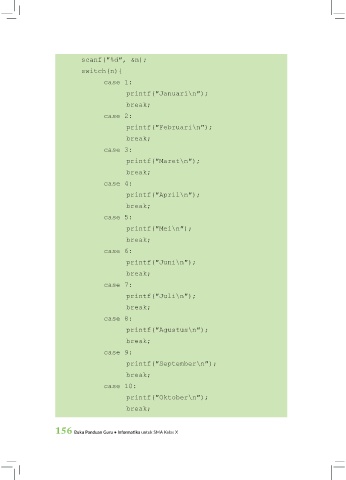 scanf("%d", &n);
switch(n){
case 1:
printf("Januari\n");
break;
case 2:
printf("Februari\n");
break;
case 3:
printf("Maret\n");
break;
case 4:
printf("April\n");
break;
case 5:
printf("Mei\n");
break;
case 6:
printf("Juni\n");
break;
case 7:
printf("Juli\n");
break;
case 8:
printf("Agustus\n");
break;
case 9:
printf("September\n");
break;
case 10:
printf("Oktober\n");
break;
156 Buku Panduan Guru • Informatika untuk SMA Kelas X